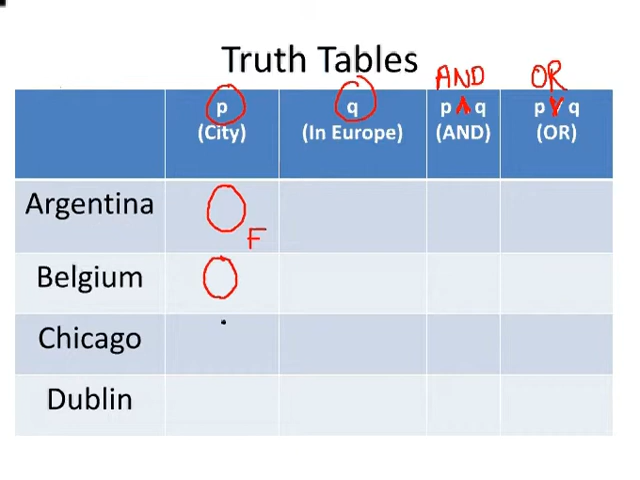 Truth Tables
AND OR
p q p ∧ q p ∨ q
(City) (In Europe) (AND) (OR)
Argentina
F
Belgium
Chicago
Dublin